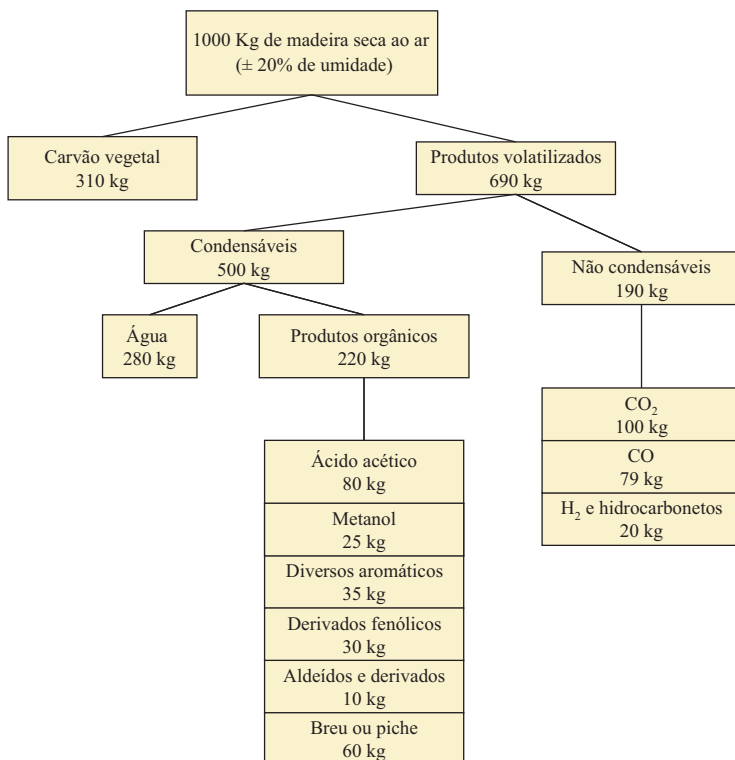 1000 Kg de madeira seca ao ar
(± 20% de umidade)
Carvão vegetal
310 kg
Produtos volatilizados
690 kg
Condensáveis
500 kg
Não condensáveis
190 kg
Água
280 kg
Produtos orgânicos
220 kg
CO₂
100 kg
CO
79 kg
H₂ e hidrocarbonetos
20 kg
Ácido acético
80 kg
Metanol
25 kg
Diversos aromáticos
35 kg
Derivados fenólicos
30 kg
Aldeídos e derivados
10 kg
Breu ou piche
60 kg